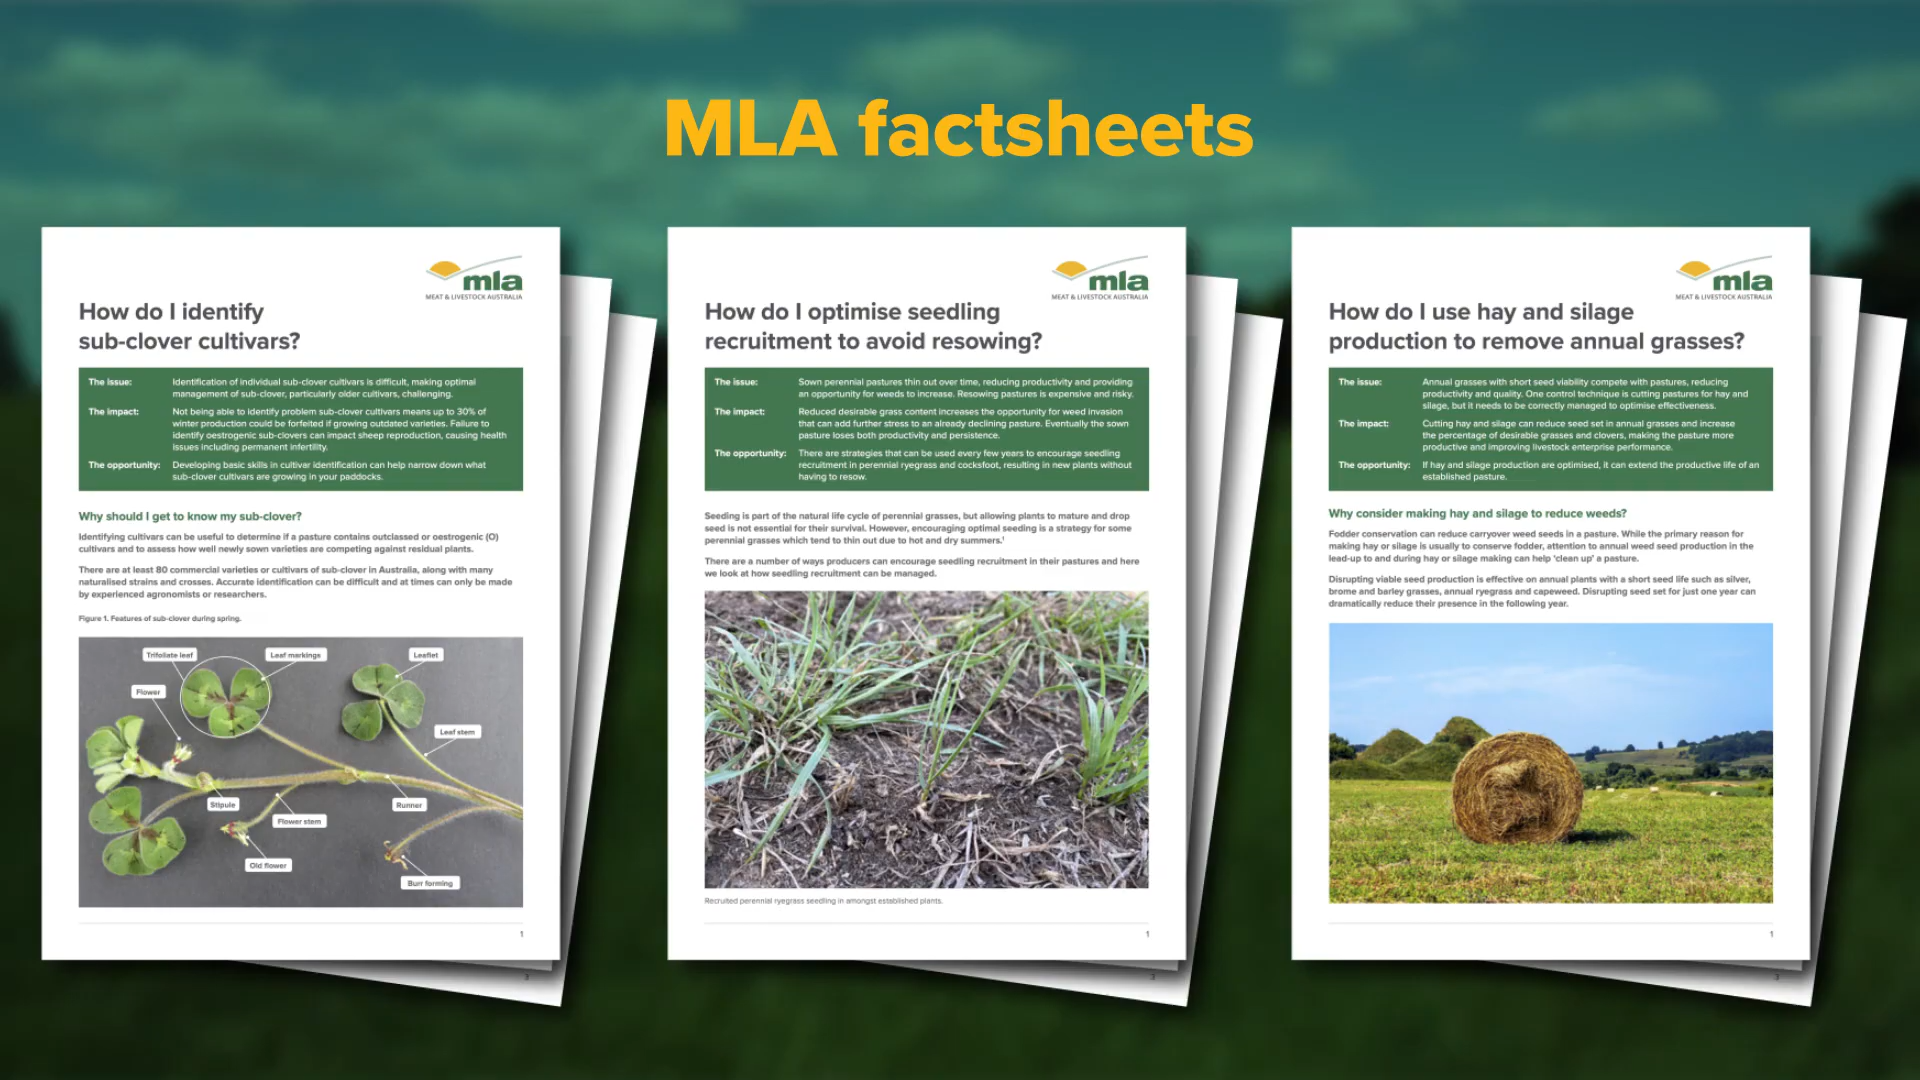 MLA factsheets
mla
MEAT & LIVESTOCK AUSTRALIA
How do I identify
sub-clover cultivars?
The issue: Identification of individual sub-clover cultivars is difficult, making optimal
management of sub-clover, particularly older cultivars, challenging.
The impact: Not being able to identify problem sub-clover cultivars means up to 30% of
winter production could be forfeited if growing outdated varieties. Failure to
identify oestrogenic sub-clovers can impact sheep reproduction, causing health
issues including permanent infertility.
The opportunity: Developing basic skills in cultivar identification can help narrow down what
sub-clover cultivars are growing in your paddocks.
Why should I get to know my sub-clover?
Identifying cultivars can be useful to determine if a pasture contains outclassed or oestrogenic (O)
cultivars and to assess how well newly sown varieties are competing against residual plants.
There are at least 80 commercial varieties or cultivars of sub-clover in Australia, along with many
naturalised strains and crosses. Accurate identification can be difficult and at times can only be made
by experienced agronomists or researchers.
Figure 1. Features of sub-clover during spring.
Trifoliate leaf
Leaf markings
Leaflet
Flower
Leaf stem
Stipule
Runner
Flower stem
Old flower
Burr forming
1
3
mla
MEAT & LIVESTOCK AUSTRALIA
How do I optimise seedling
recruitment to avoid resowing?
The issue: Sown perennial pastures thin out over time, reducing productivity and providing
an opportunity for weeds to increase. Resowing pastures is expensive and risky.
The impact: Reduced desirable grass content increases the opportunity for weed invasion
that can add further stress to an already declining pasture. Eventually the sown
pasture loses both productivity and persistence.
The opportunity: There are strategies that can be used every few years to encourage seedling
recruitment in perennial ryegrass and cocksfoot, resulting in new plants without
having to resow.
Seeding is part of the natural life cycle of perennial grasses, but allowing plants to mature and drop
seed is not essential for their survival. However, encouraging optimal seeding is a strategy for some
perennial grasses which tend to thin out due to hot and dry summers.¹
There are a number of ways producers can encourage seedling recruitment in their pastures and here
we look at how seedling recruitment can be managed.
Recruited perennial ryegrass seedling in amongst established plants.
1
3
mla
MEAT & LIVESTOCK AUSTRALIA
How do I use hay and silage
production to remove annual grasses?
The issue: Annual grasses with short seed viability compete with pastures, reducing
productivity and quality. One control technique is cutting pastures for hay and
silage, but it needs to be correctly managed to optimise effectiveness.
The impact: Cutting hay and silage can reduce seed set in annual grasses and increase
the percentage of desirable grasses and clovers, making the pasture more
productive and improving livestock enterprise performance.
The opportunity: If hay and silage production are optimised, it can extend the productive life of an
established pasture.
Why consider making hay and silage to reduce weeds?
Fodder conservation can reduce carryover weed seeds in a pasture. While the primary reason for
making hay or silage is usually to conserve fodder, attention to annual weed seed production in the
lead-up to and during hay or silage making can help 'clean up' a pasture.
Disrupting viable seed production is effective on annual plants with a short seed life such as silver,
brome and barley grasses, annual ryegrass and capeweed. Disrupting seed set for just one year can
dramatically reduce their presence in the following year.
1
3